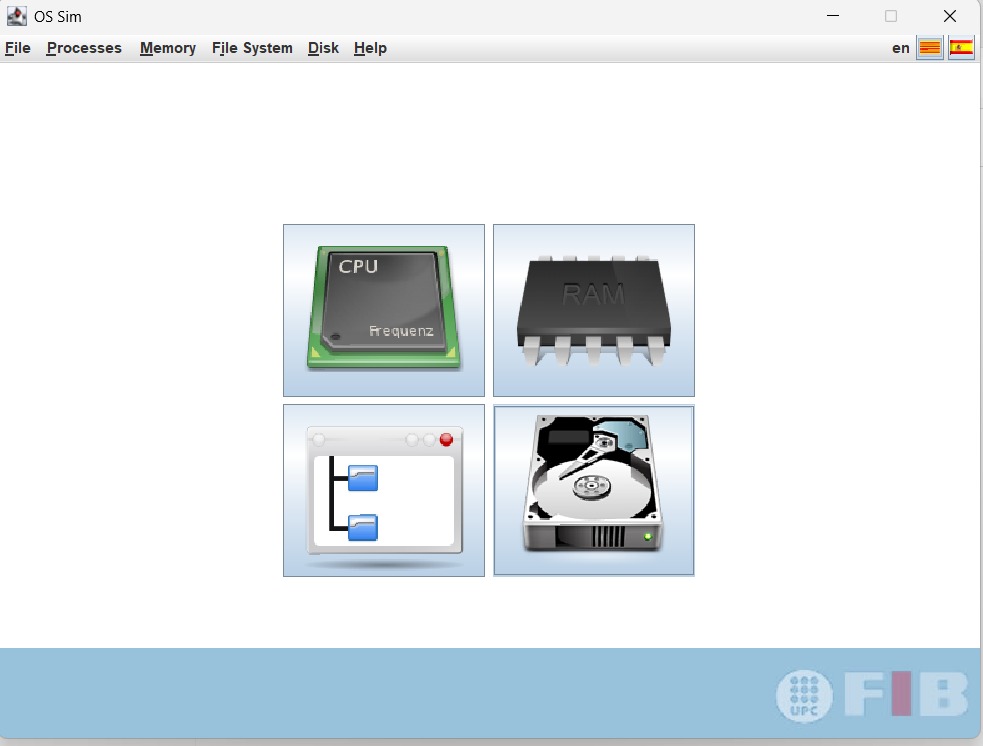 OS Sim
File Processes Memory File System Disk Help en
CPU
Frequenz
RAM
UPC
FIB